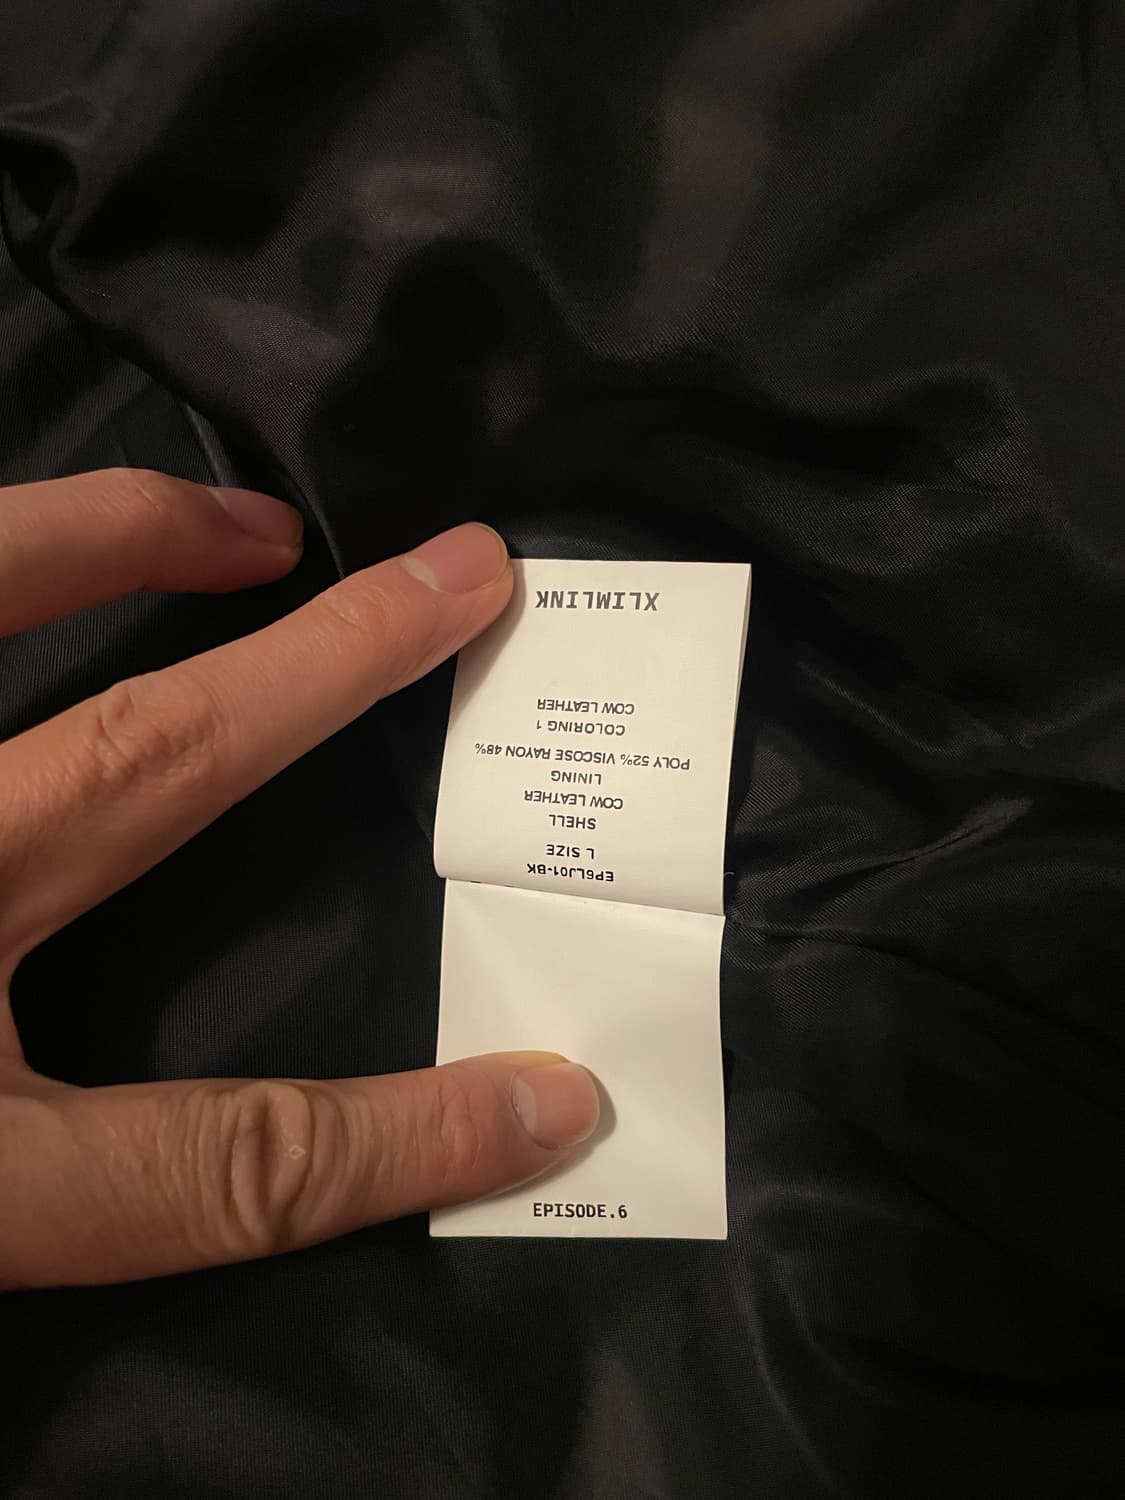 EP6LJ01-BK
L SIZE
SHELL
COW LEATHER
LINING
POLY 52% VISCOSE RAYON 48%
COLORING 1
COW LEATHER
XLIMLINK
EPISODE.6